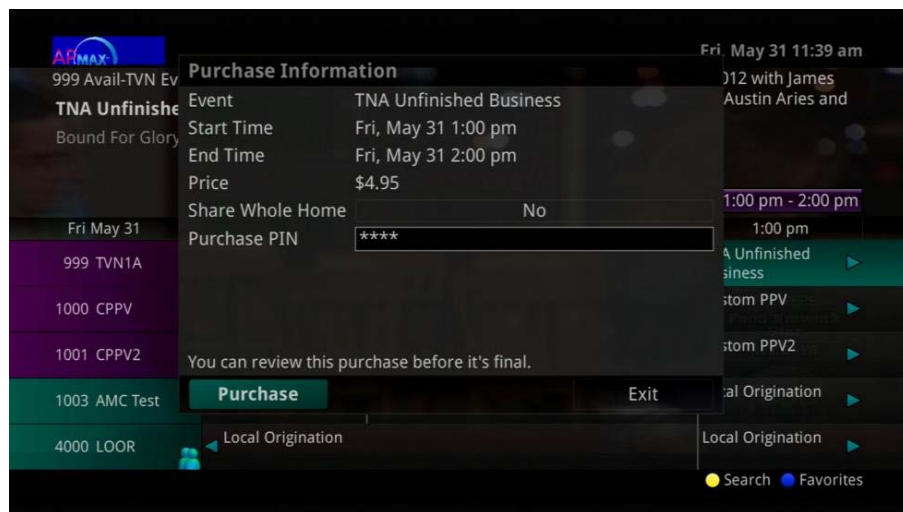 APMAX
Fri, May 31 11:39 am
999 Avail-TVN Ev
012 with James
Austin Aries and
TNA Unfinishe
Bound For Glory
Purchase Information
Event TNA Unfinished Business
Start Time Fri, May 31 1:00 pm
End Time Fri, May 31 2:00 pm
Price $4.95
Share Whole Home No
Purchase PIN ****
You can review this purchase before it's final.
Purchase Exit
1:00 pm - 2:00 pm
Fri May 31 1:00 pm
999 TVN1A
A Unfinished
siness
1000 CPPV stom PPV
1001 CPPV2 stom PPV2
1003 AMC Test cal Origination
4000 LOOR Local Origination Local Origination
Search Favorites